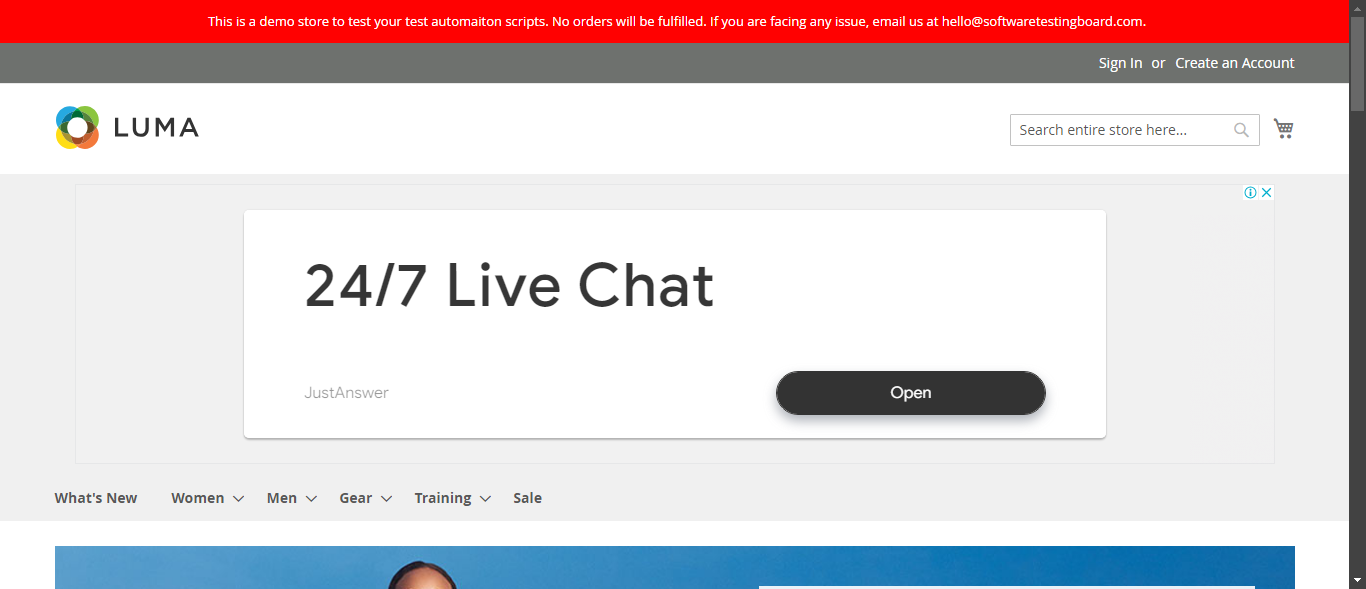 This is a demo store to test your test automaiton scripts. No orders will be fulfilled. If you are facing any issue, email us at hello@softwaretestingboard.com.
Sign In or Create an Account
LUMA
Search entire store here...
24/7 Live Chat
JustAnswer
Open
What's New Women Men Gear Training Sale